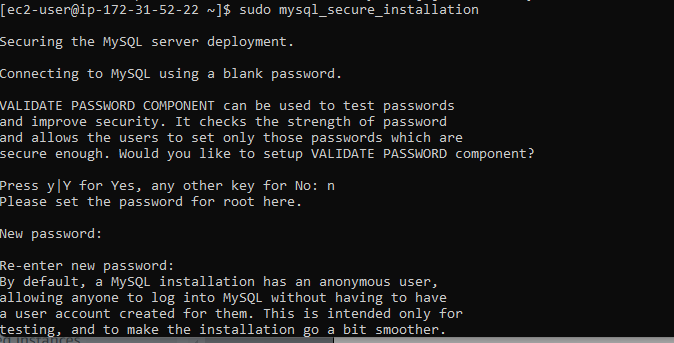 [ec2-user@ip-172-31-52-22 ~]$ sudo mysql_secure_installation
Securing the MySQL server deployment.
Connecting to MySQL using a blank password.
VALIDATE PASSWORD COMPONENT can be used to test passwords
and improve security. It checks the strength of password
and allows the users to set only those passwords which are
secure enough. Would you like to setup VALIDATE PASSWORD component?
Press y|Y for Yes, any other key for No: n
Please set the password for root here.
New password:
Re-enter new password:
By default, a MySQL installation has an anonymous user,
allowing anyone to log into MySQL without having to have
a user account created for them. This is intended only for
testing, and to make the installation go a bit smoother.